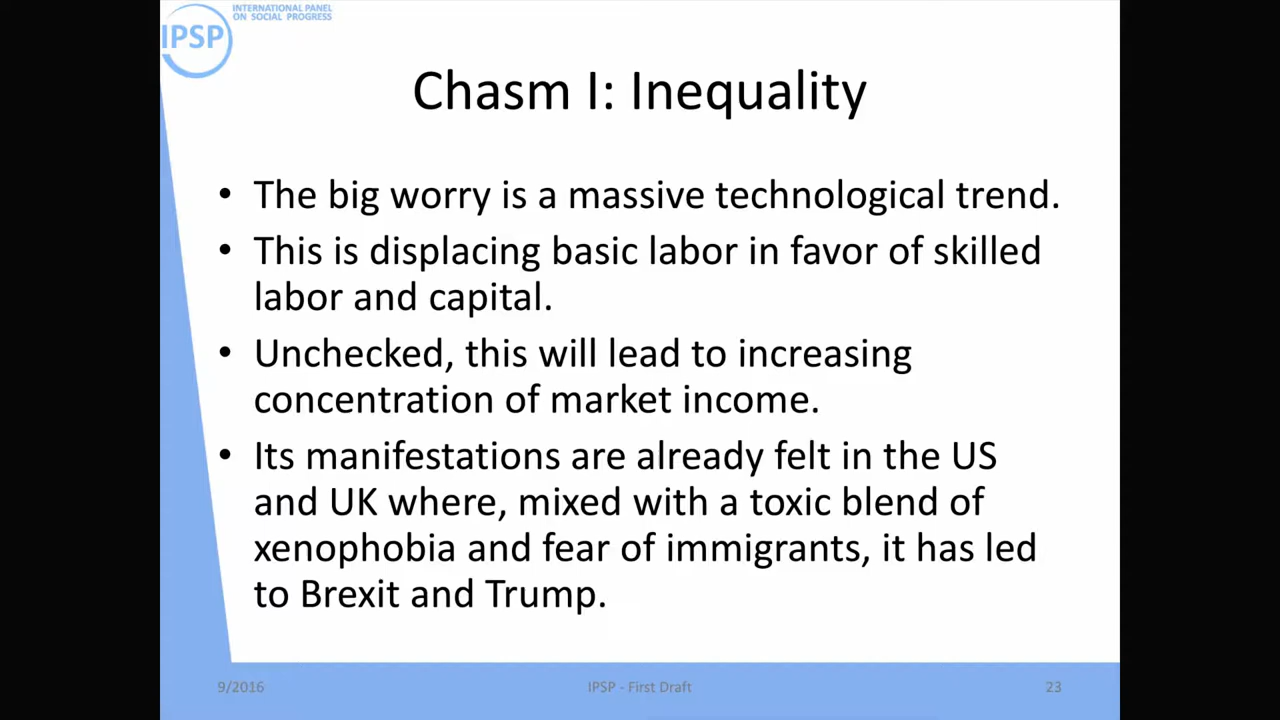 INTERNATIONAL PANEL
ON SOCIAL PROGRESS
IPSP
Chasm I: Inequality
• The big worry is a massive technological trend.
• This is displacing basic labor in favor of skilled
labor and capital.
• Unchecked, this will lead to increasing
concentration of market income.
• Its manifestations are already felt in the US
and UK where, mixed with a toxic blend of
xenophobia and fear of immigrants, it has led
to Brexit and Trump.
9/2016
IPSP - First Draft
23